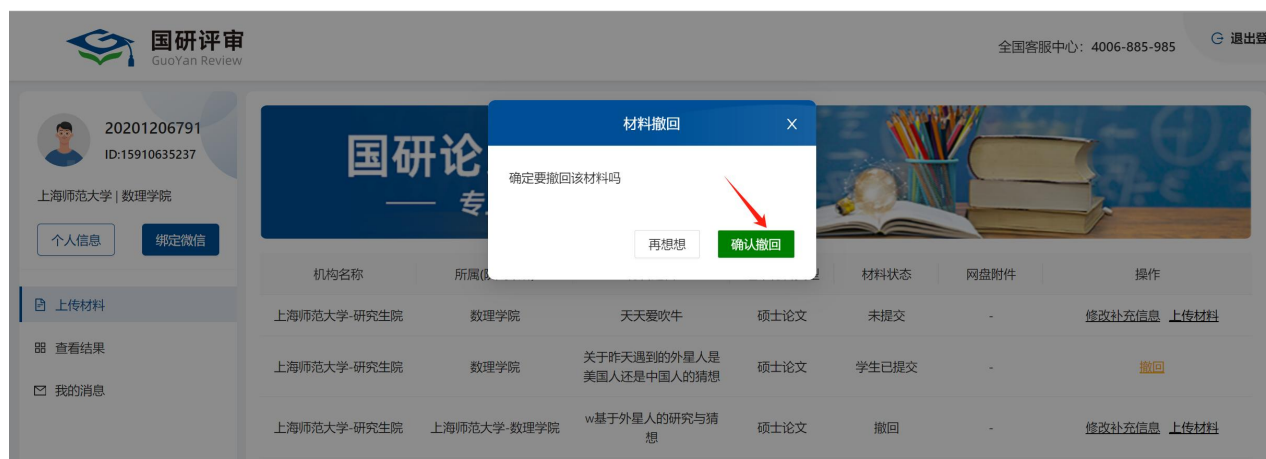 国研评审
GuoYan Review
全国客服中心：4006-885-985
退出登
20201206791
ID:15910635237
上海师范大学 | 数理学院
个人信息
绑定微信
上传材料
查看结果
我的消息
国研论
专
材料撤回
X
确定要撤回该材料吗
再想想
确认撤回
机构名称 所属(院 材料状态 网盘附件 操作
上海师范大学-研究生院 数理学院 天天爱吹牛 硕士论文 未提交 - 修改补充信息 上传材料
关于昨天遇到的外星人是
上海师范大学-研究生院 数理学院 美国人还是中国人的猜想 硕士论文 学生已提交 - 撤回
w基于外星人的研究与猜
上海师范大学-研究生院 上海师范大学-数理学院 想 硕士论文 撤回 - 修改补充信息 上传材料